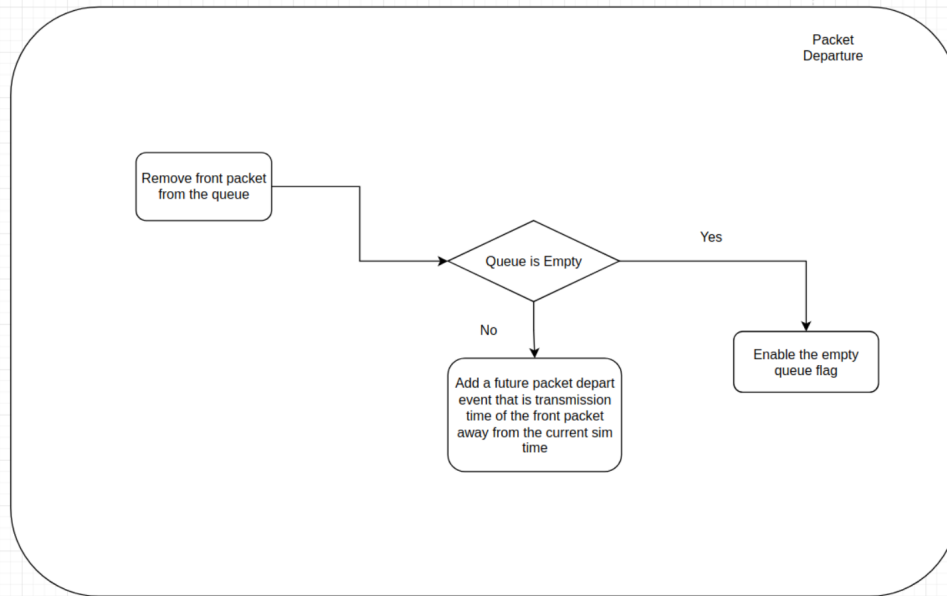 Packet
Departure
Remove front packet
from the queue
Queue is Empty
Yes
No
Enable the empty
queue flag
Add a future packet depart
event that is transmission
time of the front packet
away from the current sim
time